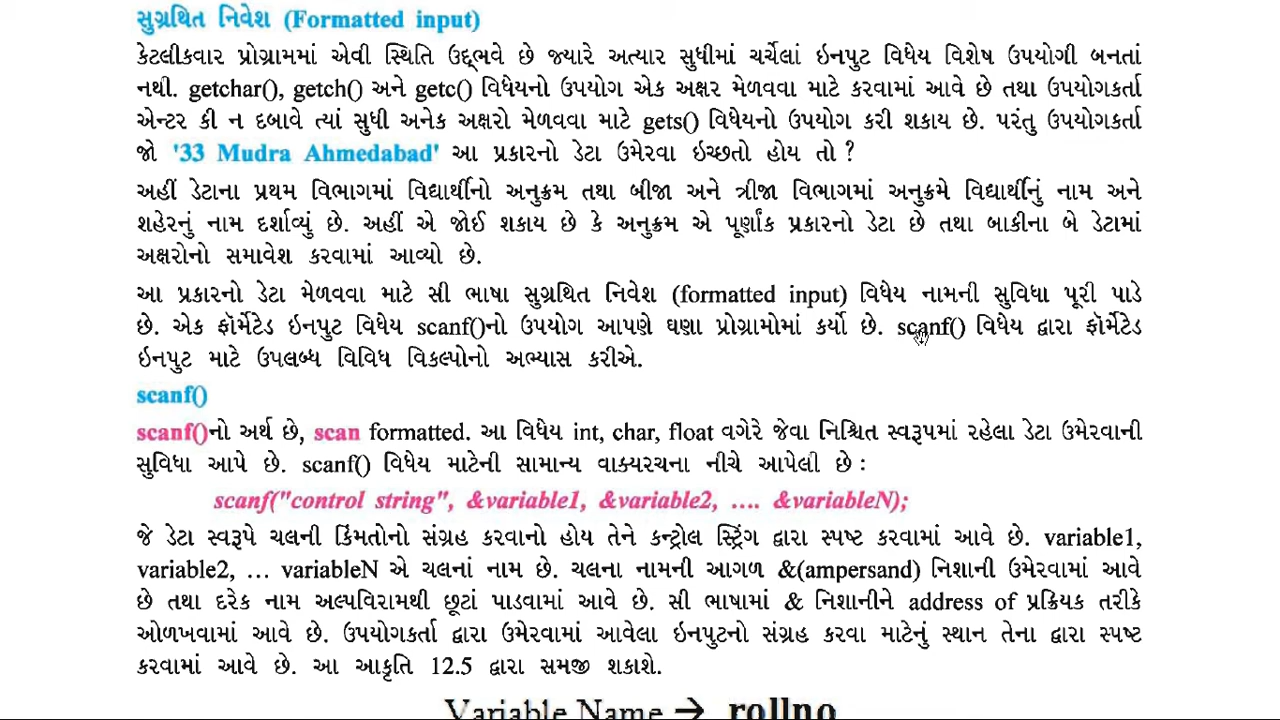 સુગ્રથિત નિવેશ (Formatted input)
કેટલીકવાર પ્રોગ્રામમાં એવી સ્થિતિ ઉદ્ભવે છે જ્યારે અત્યાર સુધીમાં ચર્ચેલાં ઇનપુટ વિધેય વિશેષ ઉપયોગી બનતાં
નથી. getchar(), getch() અને getc() વિધેયનો ઉપયોગ એક અક્ષર મેળવવા માટે કરવામાં આવે છે તથા ઉપયોગકર્તા
એન્ટર કી ન દબાવે ત્યાં સુધી અનેક અક્ષરો મેળવવા માટે gets() વિધેયનો ઉપયોગ કરી શકાય છે. પરંતુ ઉપયોગકર્તા
જો '33 Mudra Ahmedabad' આ પ્રકારનો ડેટા ઉમેરવા ઇચ્છતો હોય તો ?
અહીં ડેટાના પ્રથમ વિભાગમાં વિદ્યાર્થીનો અનુક્રમ તથા બીજા અને ત્રીજા વિભાગમાં અનુક્રમે વિદ્યાર્થીનું નામ અને
શહેરનું નામ દર્શાવ્યું છે. અહીં એ જોઈ શકાય છે કે અનુક્રમ એ પૂર્ણાંક પ્રકારનો ડેટા છે તથા બાકીના બે ડેટામાં
અક્ષરોનો સમાવેશ કરવામાં આવ્યો છે.
આ પ્રકારનો ડેટા મેળવવા માટે સી ભાષા સુગ્રથિત નિવેશ (formatted input) વિધેય નામની સુવિધા પૂરી પાડે
છે. એક ફૉર્મેટેડ ઇનપુટ વિધેય scanf()નો ઉપયોગ આપણે ઘણા પ્રોગ્રામોમાં કર્યો છે. scanf() વિધેય દ્વારા ફૉર્મેટેડ
ઇનપુટ માટે ઉપલબ્ધ વિવિધ વિકલ્પોનો અભ્યાસ કરીએ.
scanf()
scanf()નો અર્થ છે, scan formatted. આ વિધેય int, char, float વગેરે જેવા નિશ્ચિત સ્વરૂપમાં રહેલા ડેટા ઉમેરવાની
સુવિધા આપે છે. scanf() વિધેય માટેની સામાન્ય વાક્યરચના નીચે આપેલી છે :
scanf("control string", &variable1, &variable2, .... &variableN);
જે ડેટા સ્વરૂપે ચલની કિંમતોનો સંગ્રહ કરવાનો હોય તેને કન્ટ્રોલ સ્ટ્રિંગ દ્વારા સ્પષ્ટ કરવામાં આવે છે. variable1,
variable2, ... variableN એ ચલનાં નામ છે. ચલના નામની આગળ &(ampersand) નિશાની ઉમેરવામાં આવે
છે તથા દરેક નામ અલ્પવિરામથી છૂટાં પાડવામાં આવે છે. સી ભાષામાં & નિશાનીને address of પ્રક્રિયક તરીકે
ઓળખવામાં આવે છે. ઉપયોગકર્તા દ્વારા ઉમેરવામાં આવેલા ઇનપુટનો સંગ્રહ કરવા માટેનું સ્થાન તેના દ્વારા સ્પષ્ટ
કરવામાં આવે છે. આ આકૃતિ 12.5 દ્વારા સમજી શકાશે.
Variable Name → rollno